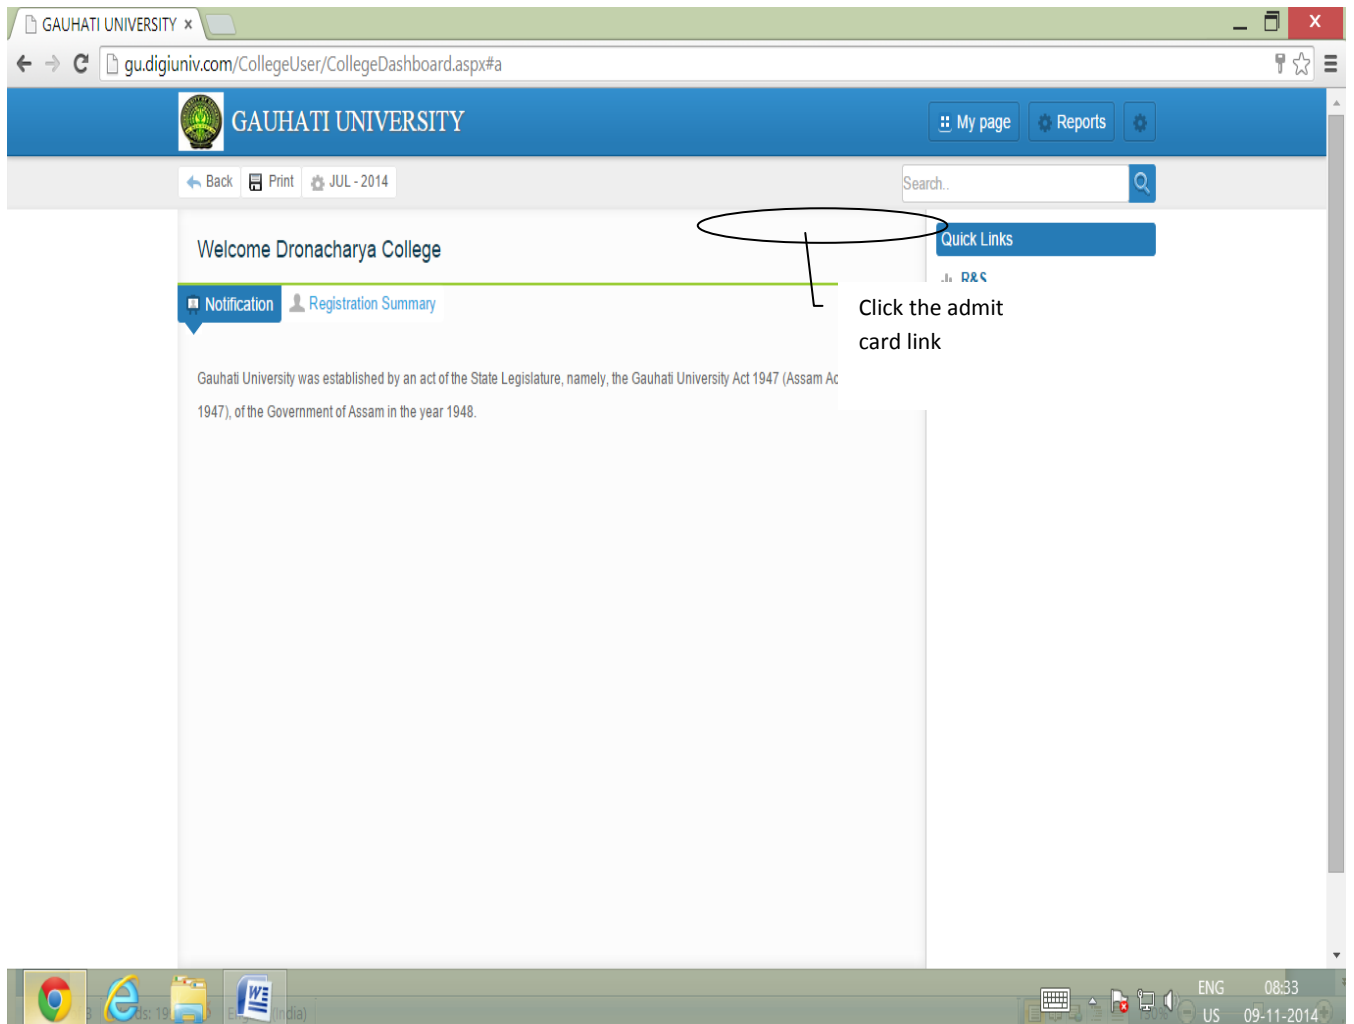 GAUHATI UNIVERSITY
gu.digiuniv.com/CollegeUser/CollegeDashboard.aspx#a
GAUHATI UNIVERSITY
My page
Reports
Back
Print
JUL - 2014
Search..
Welcome Dronacharya College
Quick Links
R&S
Notification
Registration Summary
Click the admit
card link
Gauhati University was established by an act of the State Legislature, namely, the Gauhati University Act 1947 (Assam Ac
1947), of the Government of Assam in the year 1948.
ENG 08:33
US 09-11-2014